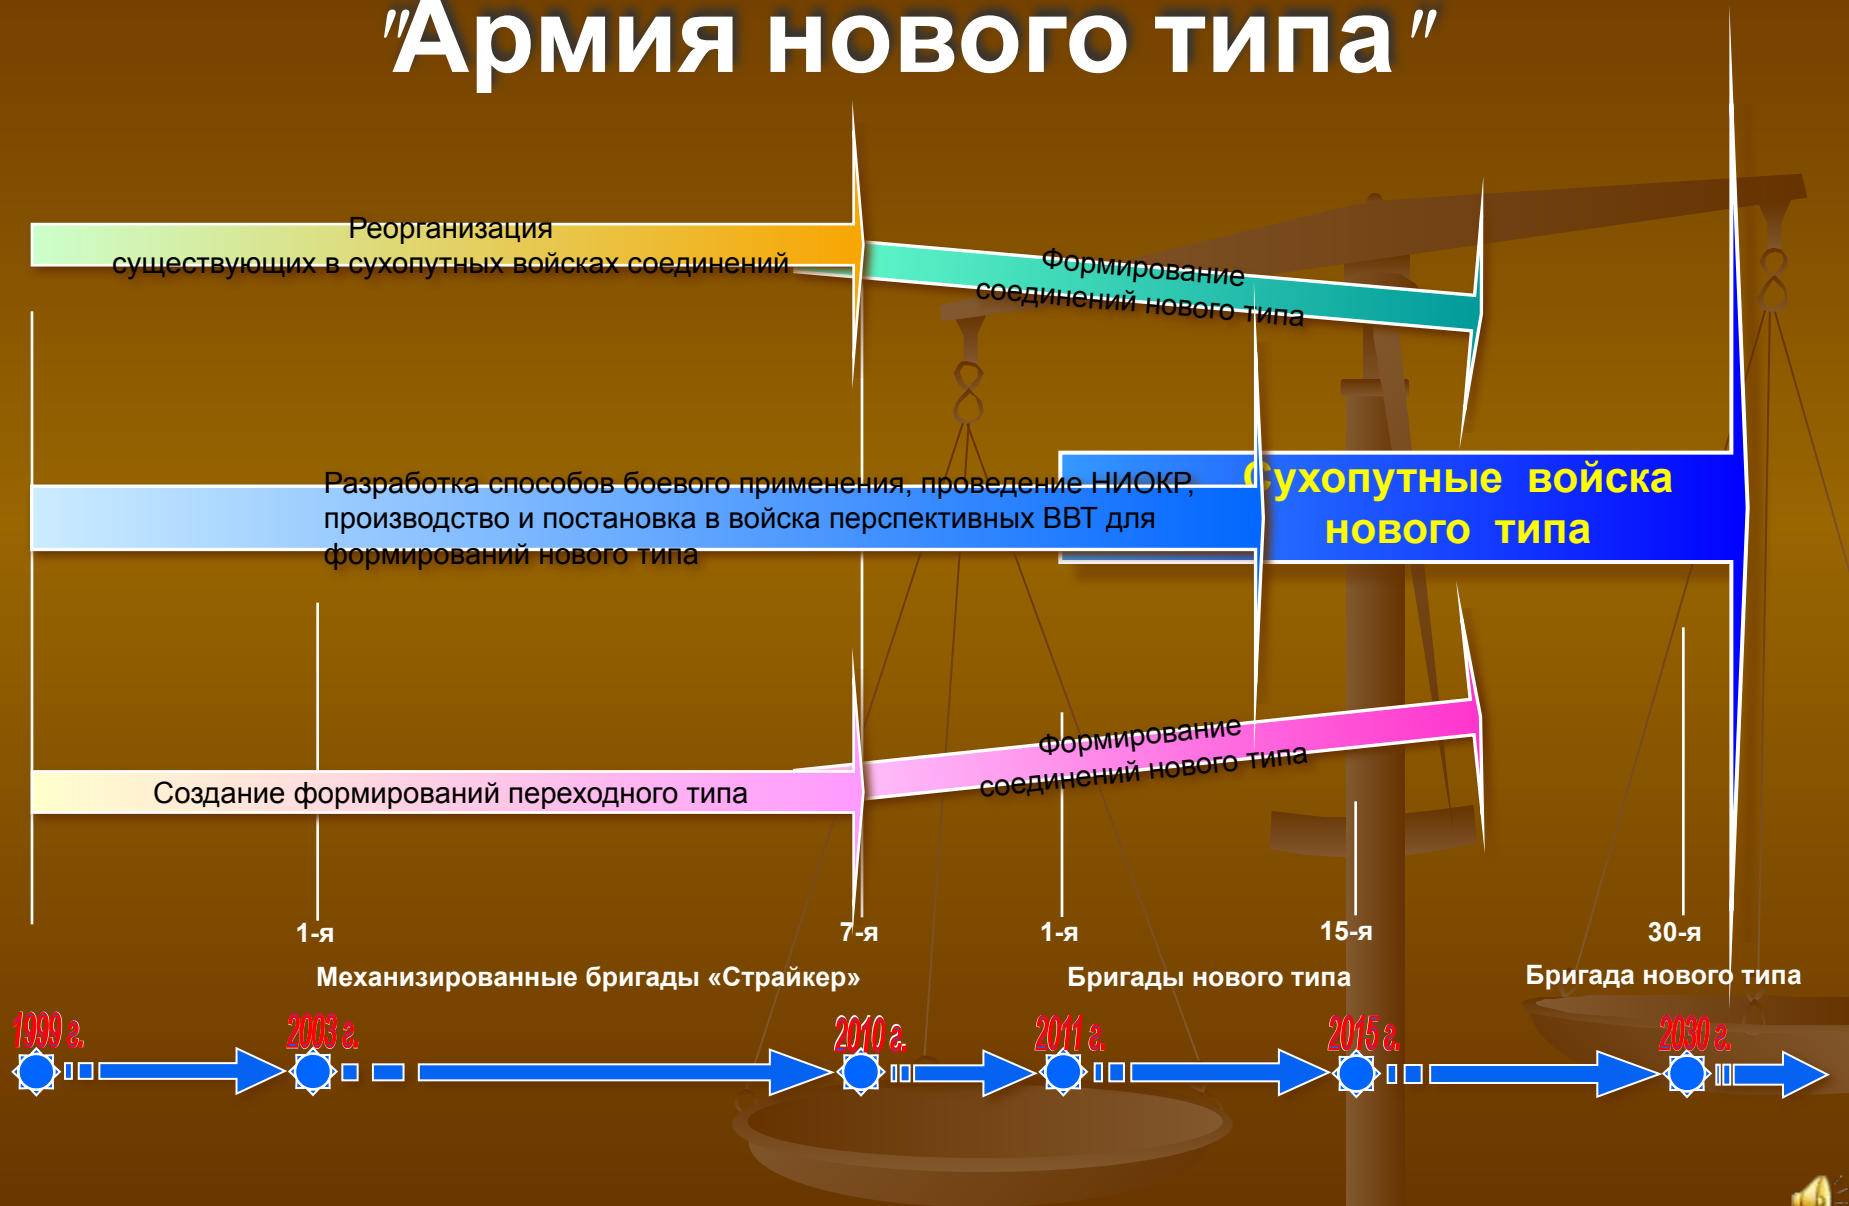 "Армия нового типа"
Реорганизация
существующих в сухопутных войсках соединений
Формирование
соединений нового типа
Разработка способов боевого применения, проведение НИОКР,
производство и постановка в войска перспективных ВВТ для
формирований нового типа
Сухопутные войска
нового типа
Формирование
соединений нового типа
Создание формирований переходного типа
1-я
7-я
1-я
15-я
30-я
Механизированные бригады «Страйкер»
Бригады нового типа
Бригада нового типа
1999 г.
2003 г.
2010 г.
2011 г.
2015 г.
2030 г.